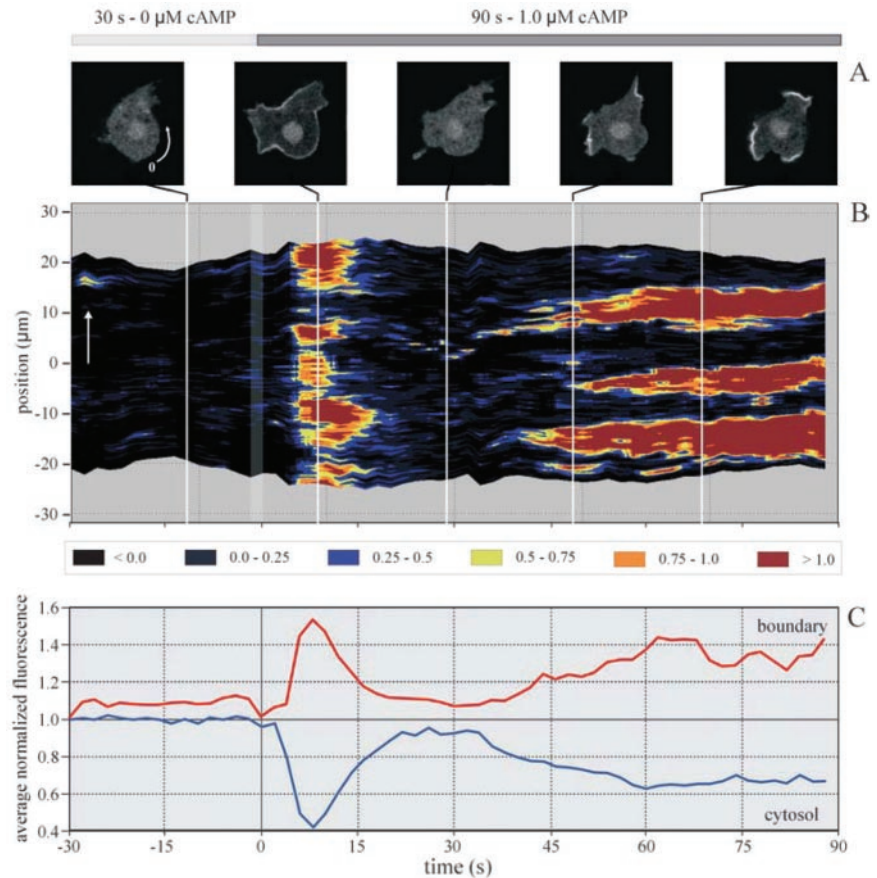 30 s - 0 μM cAMP 90 s - 1.0 μM cAMP
A
0
B
30
20
10
0
-10
-20
-30
position (μm)
< 0.0 0.0 - 0.25 0.25 - 0.5 0.5 - 0.75 0.75 - 1.0 > 1.0
C
1.6
1.4
1.2
1.0
0.8
0.6
0.4
average normalized fluorescence
boundary
cytosol
-30 -15 0 15 30 45 60 75 90
time (s)